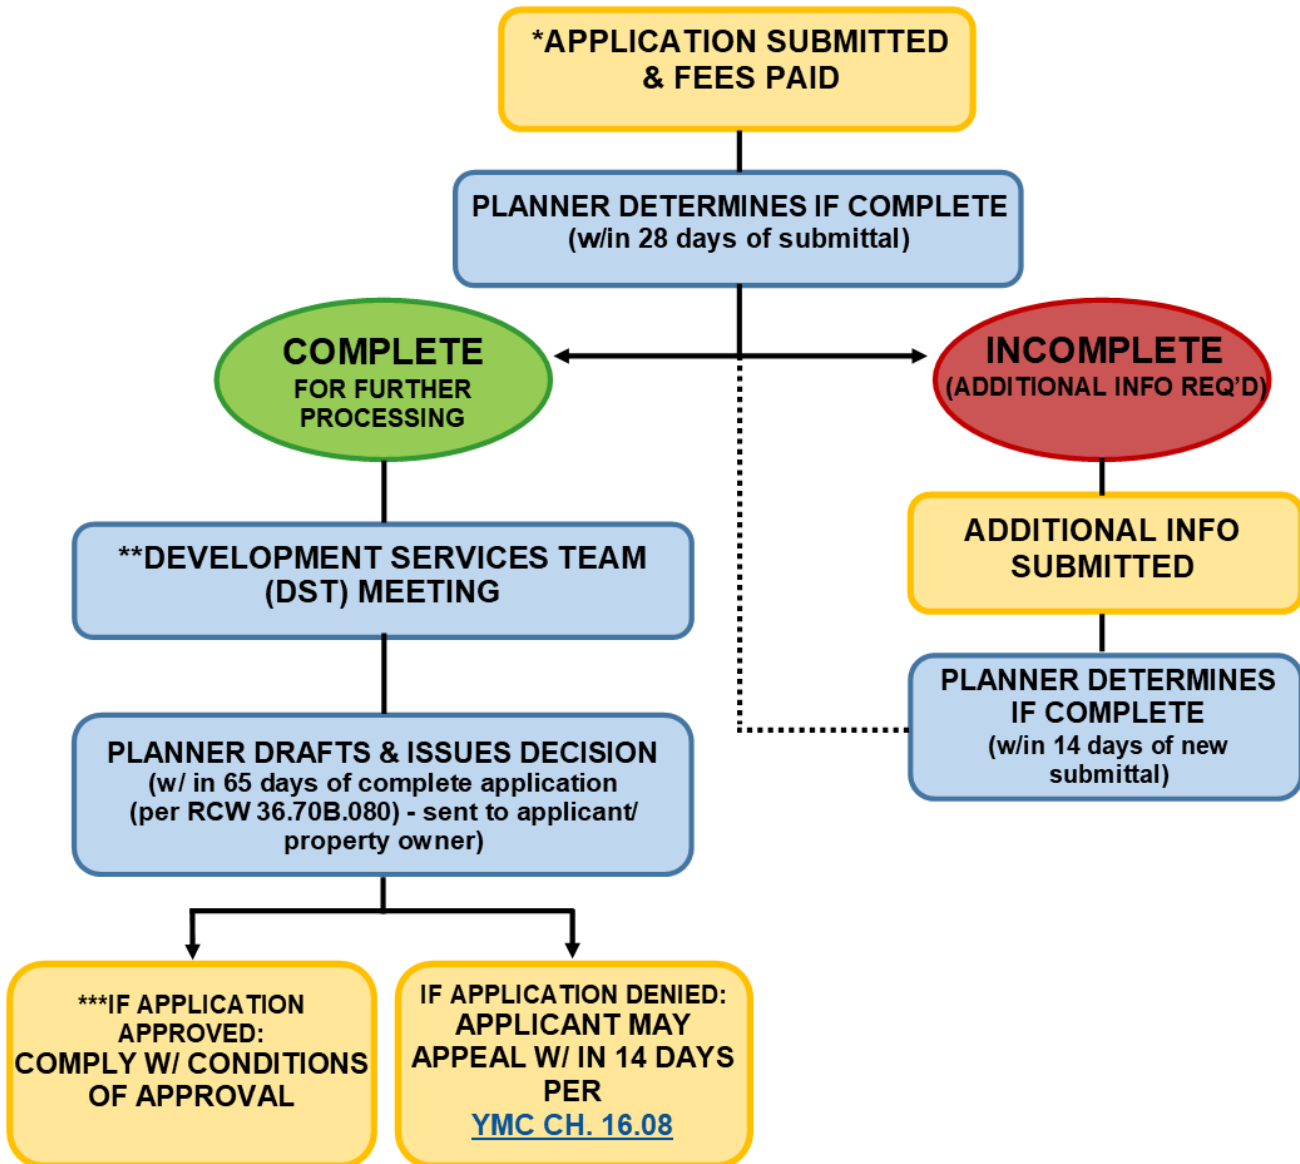 *APPLICATION SUBMITTED
& FEES PAID
PLANNER DETERMINES IF COMPLETE
(w/in 28 days of submittal)
COMPLETE
FOR FURTHER
PROCESSING
INCOMPLETE
(ADDITIONAL INFO REQ'D)
**DEVELOPMENT SERVICES TEAM
(DST) MEETING
ADDITIONAL INFO
SUBMITTED
PLANNER DETERMINES
IF COMPLETE
(w/in 14 days of new
submittal)
PLANNER DRAFTS & ISSUES DECISION
(w/ in 65 days of complete application
(per RCW 36.70B.080) - sent to applicant/
property owner)
***IF APPLICATION
APPROVED:
COMPLY W/ CONDITIONS
OF APPROVAL
IF APPLICATION DENIED:
APPLICANT MAY
APPEAL W/ IN 14 DAYS
PER
YMC CH. 16.08